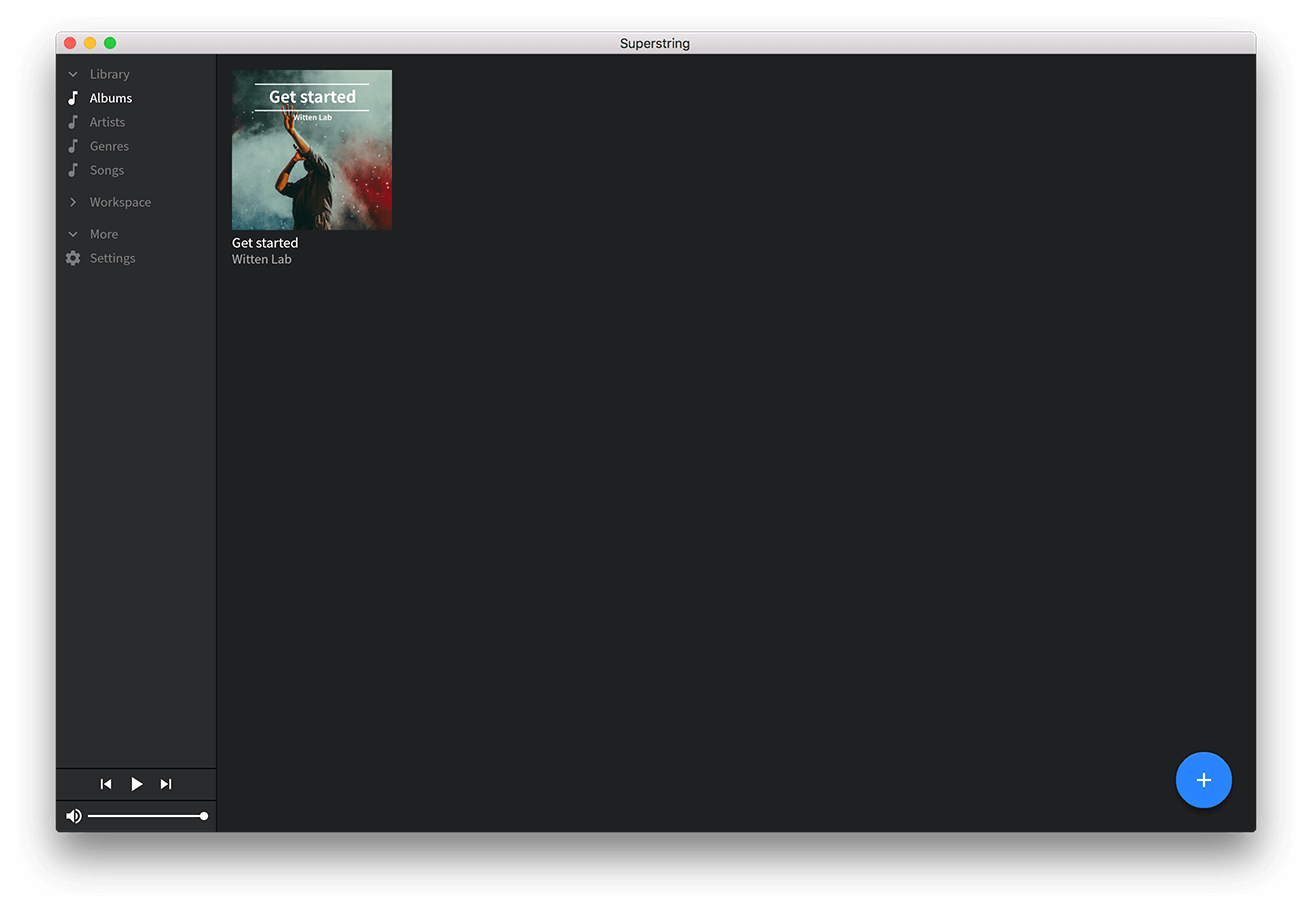 Superstring
Library
Albums
Artists
Genres
Songs
Workspace
More
Settings
Get started
Witten Lab
Get started
Witten Lab